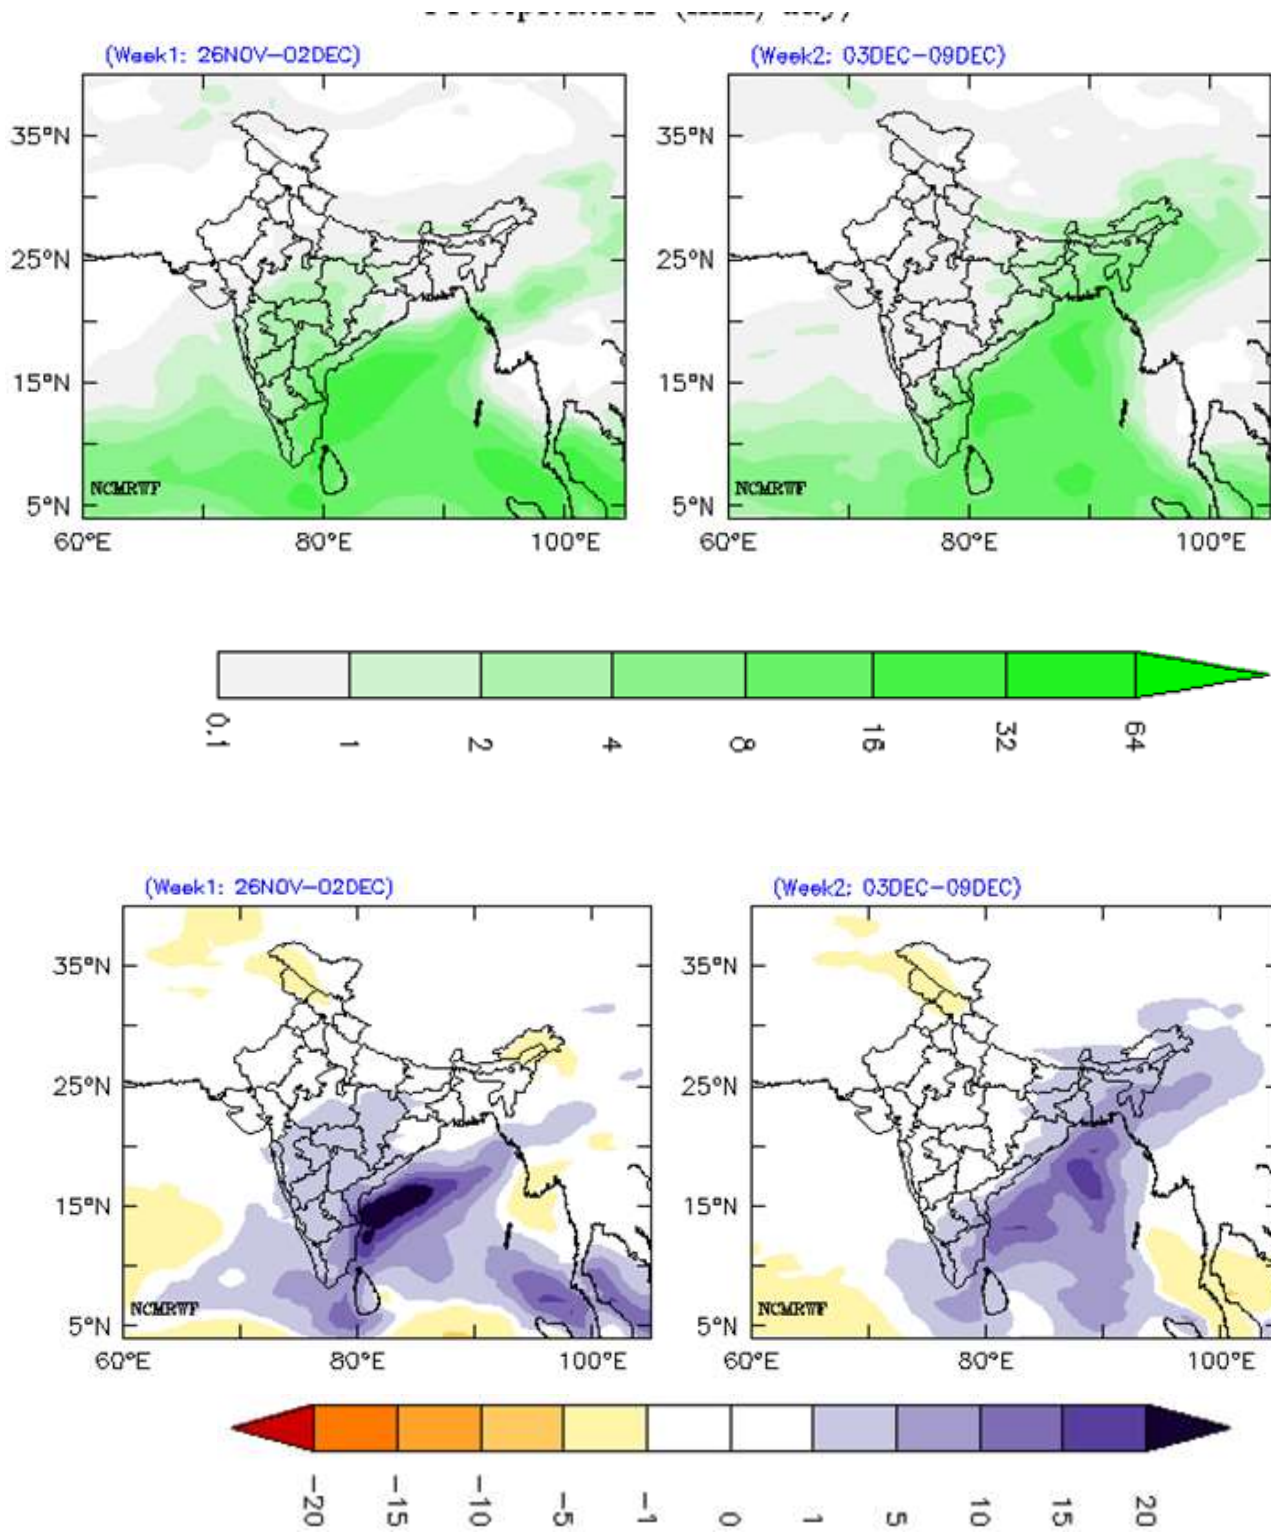 Precipitation (mm/day)
(Week1: 26NOV-02DEC) (Week2: 03DEC-09DEC)
35°N 35°N
25°N 25°N
15°N 15°N
NCMRWF NCMRWF
5°N 5°N
60°E 80°E 100°E 60°E 80°E 100°E
0.1 1 2 4 8 16 32 64
(Week1: 26NOV-02DEC) (Week2: 03DEC-09DEC)
35°N 35°N
25°N 25°N
15°N 15°N
NCMRWF NCMRWF
5°N 5°N
60°E 80°E 100°E 60°E 80°E 100°E
-20 -15 -10 -5 -1 0 1 5 10 15 20